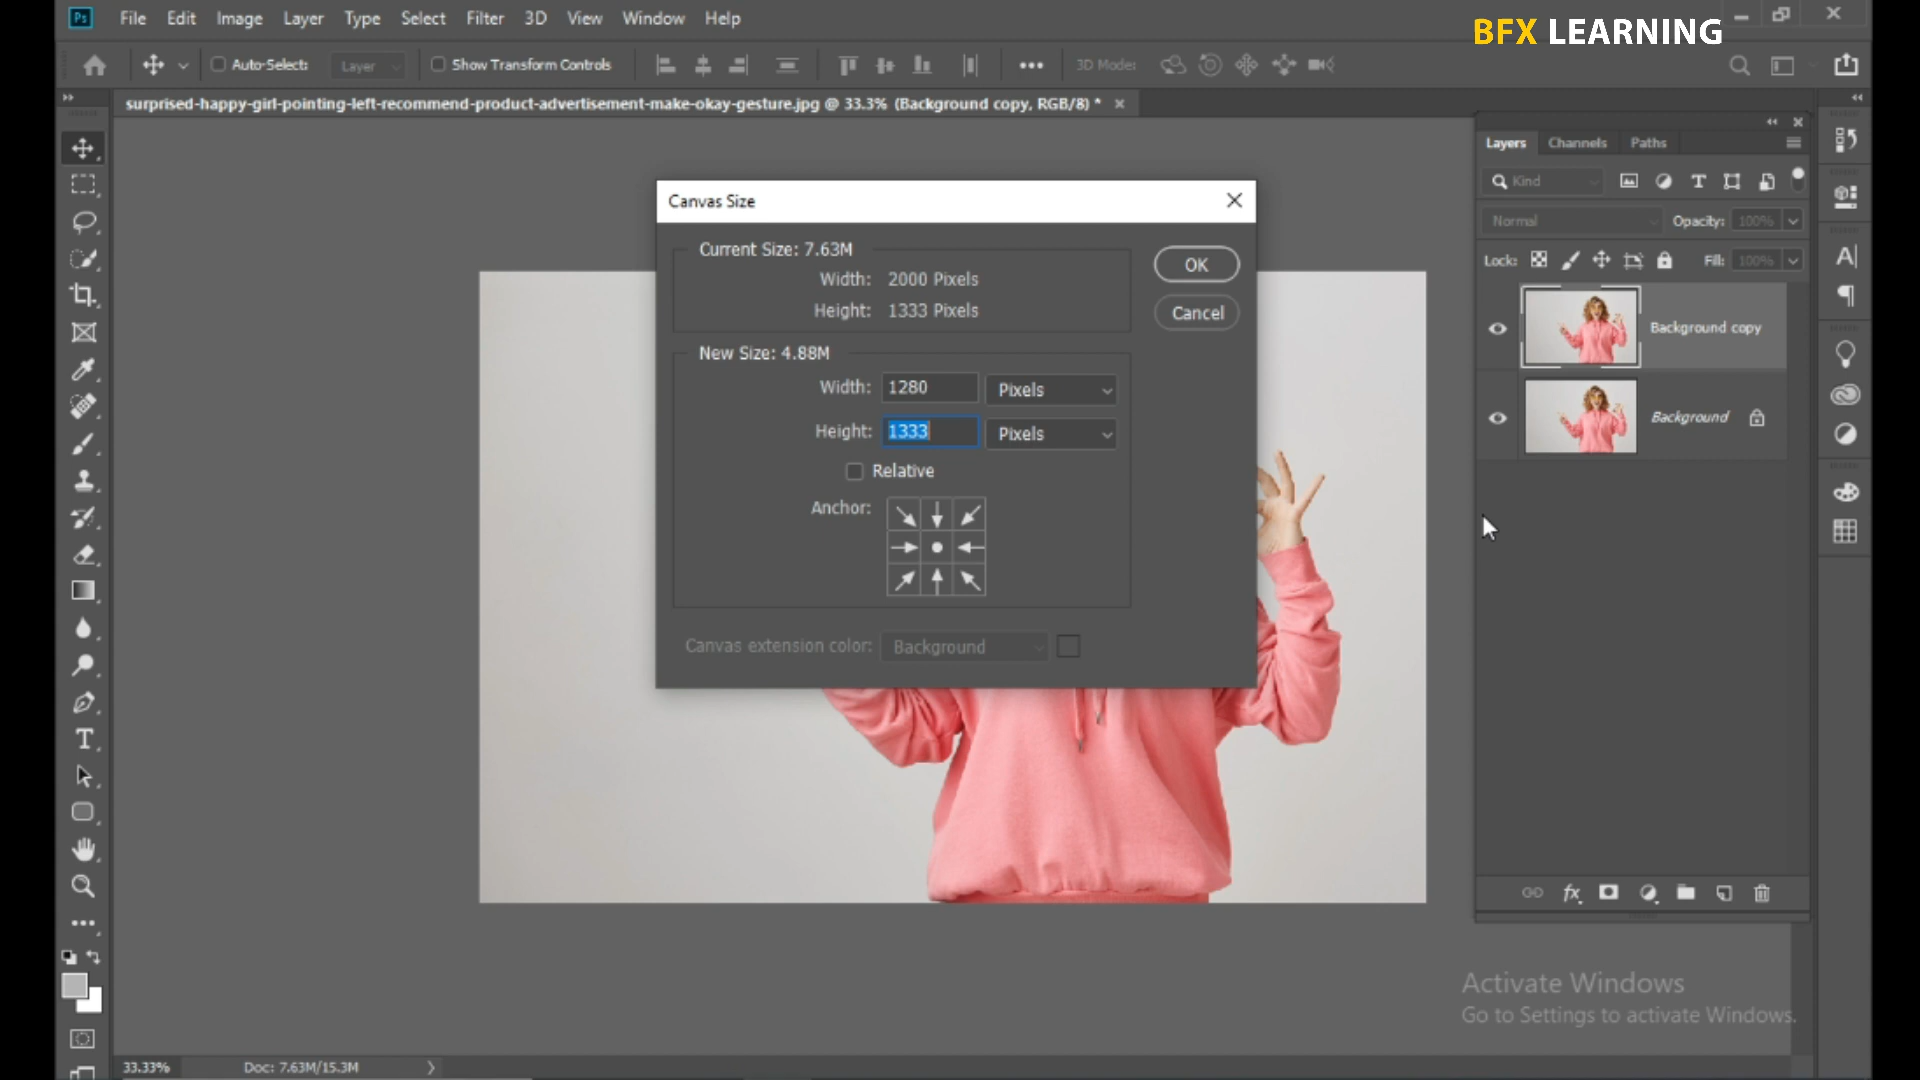 Ps File Edit Image Layer Type Select Filter 3D View Window Help
BFX LEARNING
Auto-Select: Layer Show Transform Controls 3D Mode:
surprised-happy-girl-pointing-left-recommend-product-advertisement-make-okay-gesture.jpg @ 33.3% (Background copy, RGB/8) *
Layers Channels Paths
Kind
Normal Opacity: 100%
Lock: Fill: 100%
Background copy
Background
Canvas Size
Current Size: 7.63M
Width: 2000 Pixels
Height: 1333 Pixels
OK
Cancel
New Size: 4.88M
Width: 1280 Pixels
Height: 1333 Pixels
Relative
Anchor:
Canvas extension color: Background
Activate Windows
Go to Settings to activate Windows.
33.33% Doc: 7.63M/15.3M